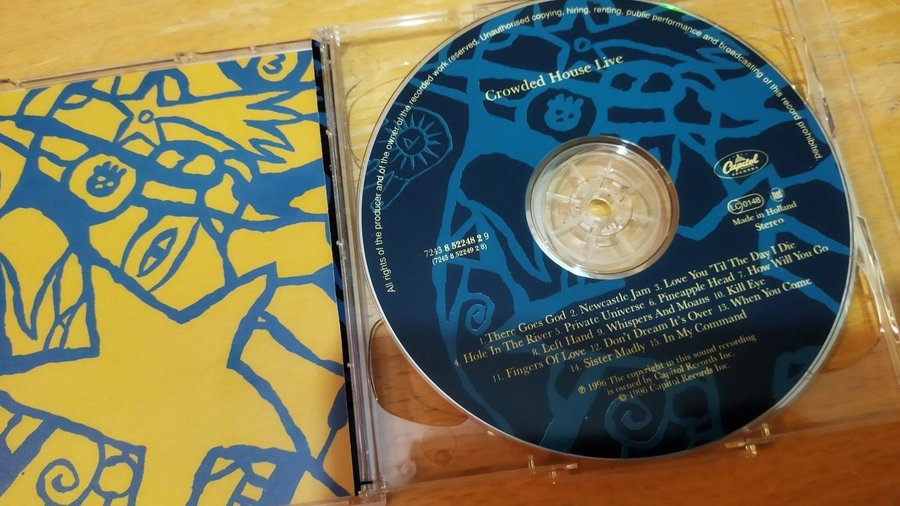 All rights of the producer and of the owner of the recorded work reserved. Unauthorised copying, hiring, renting, public performance and broadcasting of this record prohibited.
Crowded House Live
Capitol
RECORDS
LC 0148
Made in Holland
Stereo
7243 8 52248 2 9
(7243 8 52249 2 8)
1. There Goes God 2. Newcastle Jam 3. Love You 'Til The Day I Die
4. Hole In The River 5. Private Universe 6. Pineapple Head 7. How Will You Go
8. Left Hand 9. Whispers And Moans 10. Kill Eye
11. Fingers Of Love 12. Don't Dream It's Over 13. When You Come
14. Sister Madly 15. In My Command
℗ 1996 The copyright in this sound recording
is owned by Capitol Records Inc.
© 1996 Capitol Records Inc.